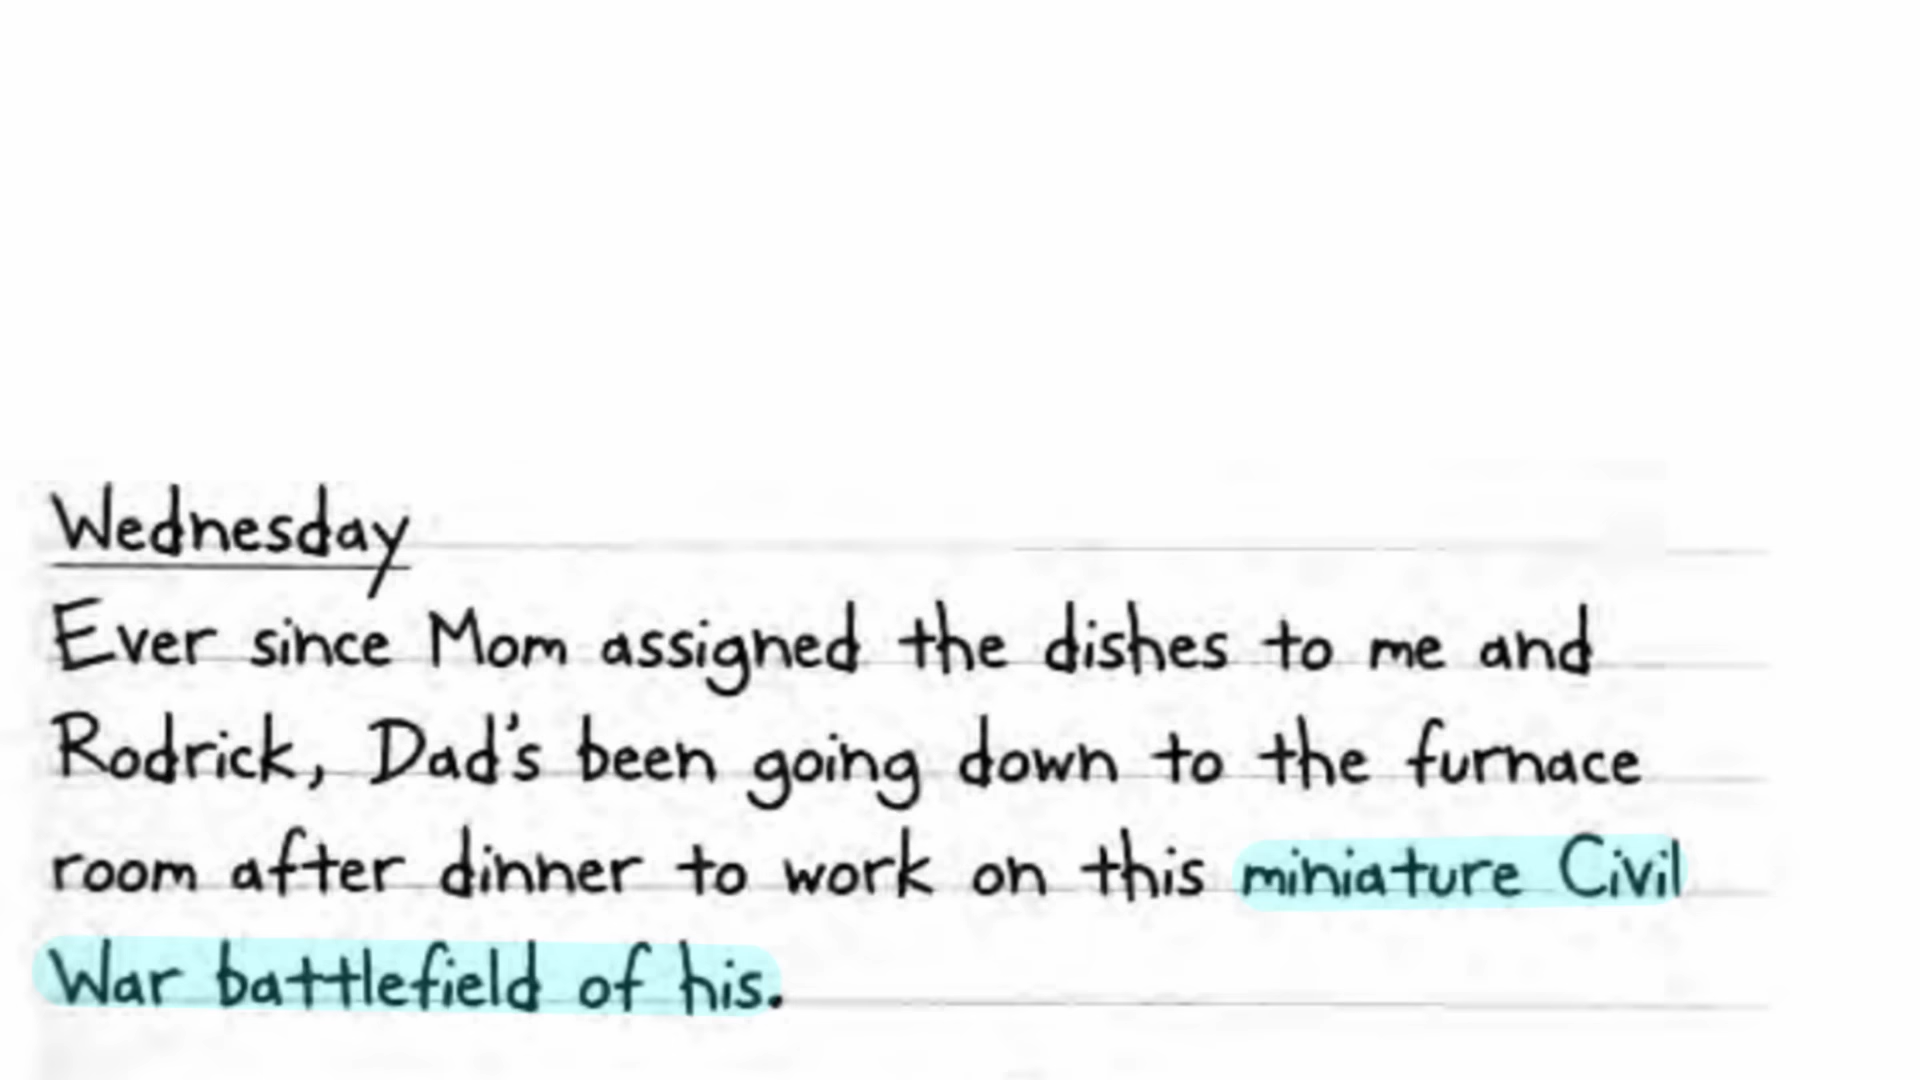 Wednesday
Ever since Mom assigned the dishes to me and
Rodrick, Dad's been going down to the furnace
room after dinner to work on this miniature Civil
War battlefield of his.